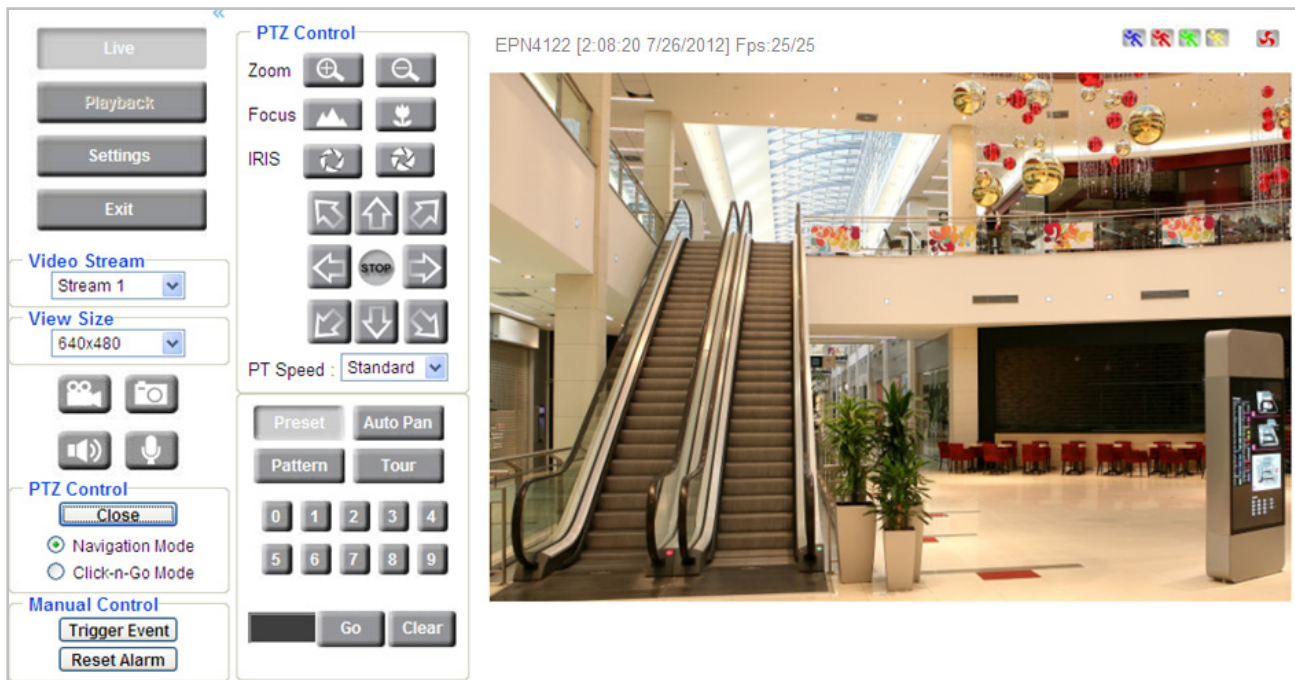 Live
Playback
Settings
Exit
Video Stream
Stream 1
View Size
640x480
PTZ Control
Close
Navigation Mode
Click-n-Go Mode
Manual Control
Trigger Event
Reset Alarm
PTZ Control
Zoom
Focus
IRIS
STOP
PT Speed : Standard
Preset Auto Pan
Pattern Tour
0 1 2 3 4
5 6 7 8 9
Go Clear
EPN4122 [2:08:20 7/26/2012] Fps:25/25